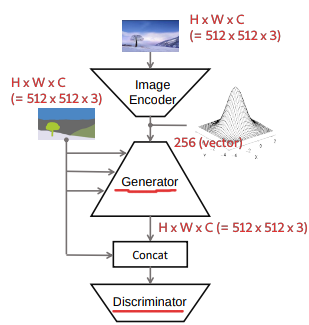 H x W x C
(= 512 x 512 x 3)
H x W x C
(= 512 x 512 x 3)
Image
Encoder
256 (vector)
Generator
H x W x C (= 512 x 512 x 3)
Concat
Discriminator